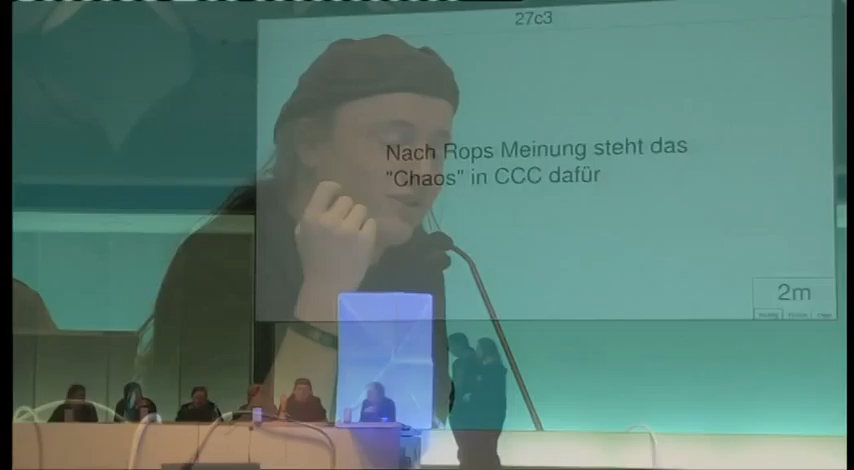 27c3
Nach Rops Meinung steht das
"Chaos" in CCC dafür
2m